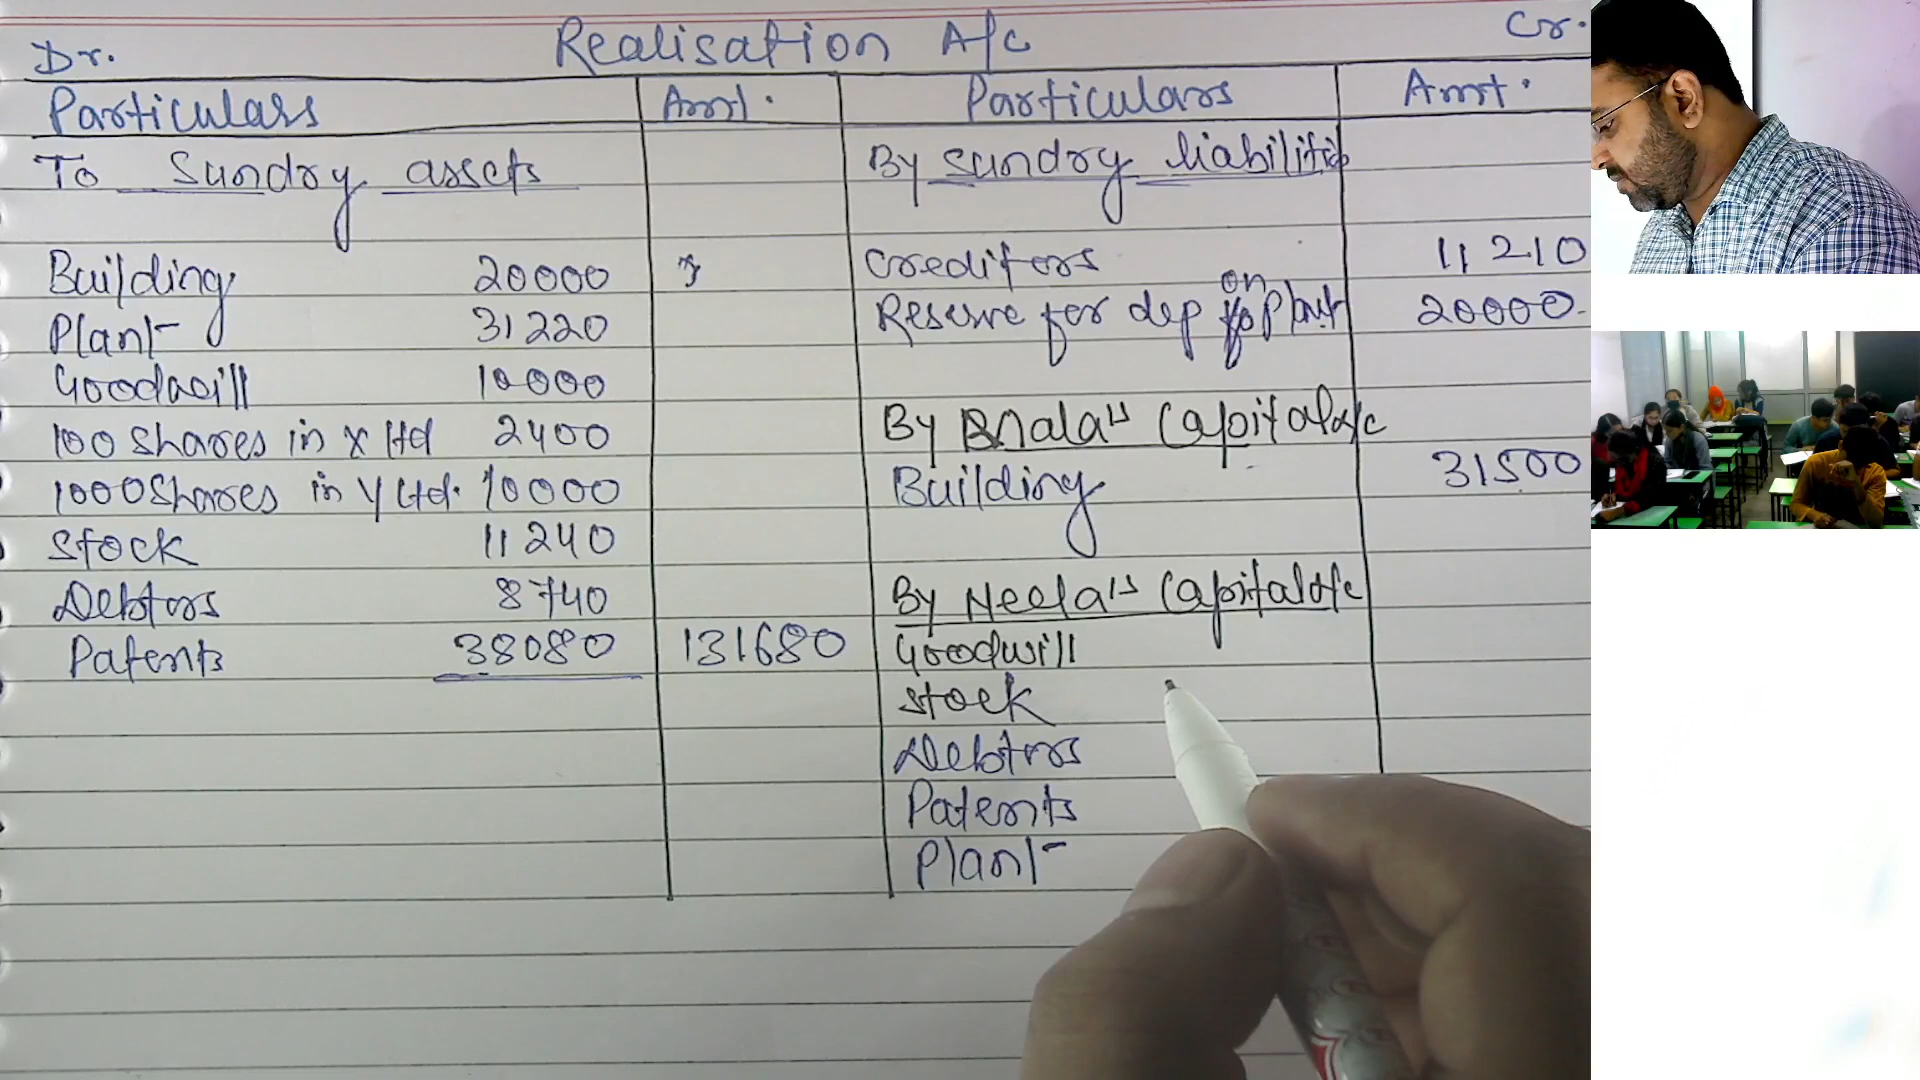 Dr. Realisation A/c Cr.
Particulars Amt. Particulars Amt.
To Sundry assets By Sundry liabilities
Building 20000 Creditors 11210
Plant 31220 Reserve for dep on Plant 20000
Goodwill 10000
100 Shares in X Ltd 2400 By Mala's Capital A/c
1000 Shares in Y Ltd. 10000 Building 31500
Stock 11240
Debtors 8740 By Neela's Capital A/c
Patents 38080 131680 Goodwill
Stock
Debtors
Patents
Plant